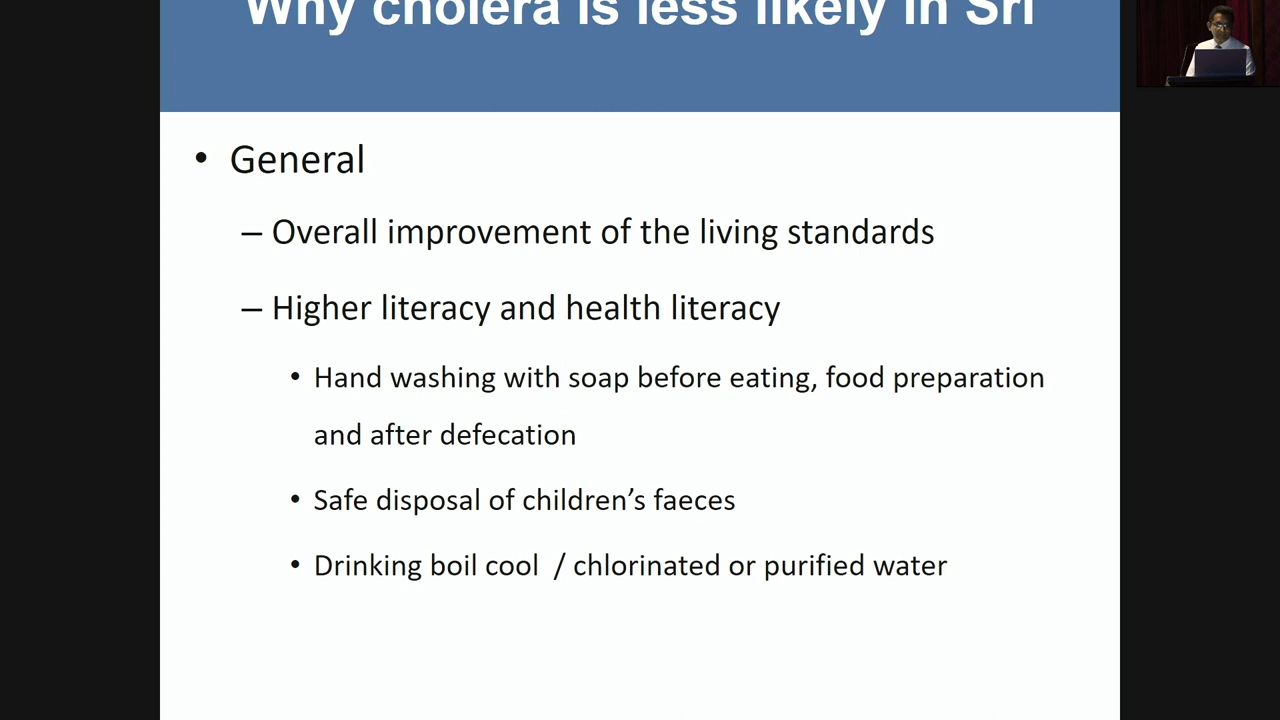 Why cholera is less likely in Sri
• General
– Overall improvement of the living standards
– Higher literacy and health literacy
• Hand washing with soap before eating, food preparation
and after defecation
• Safe disposal of children’s faeces
• Drinking boil cool / chlorinated or purified water